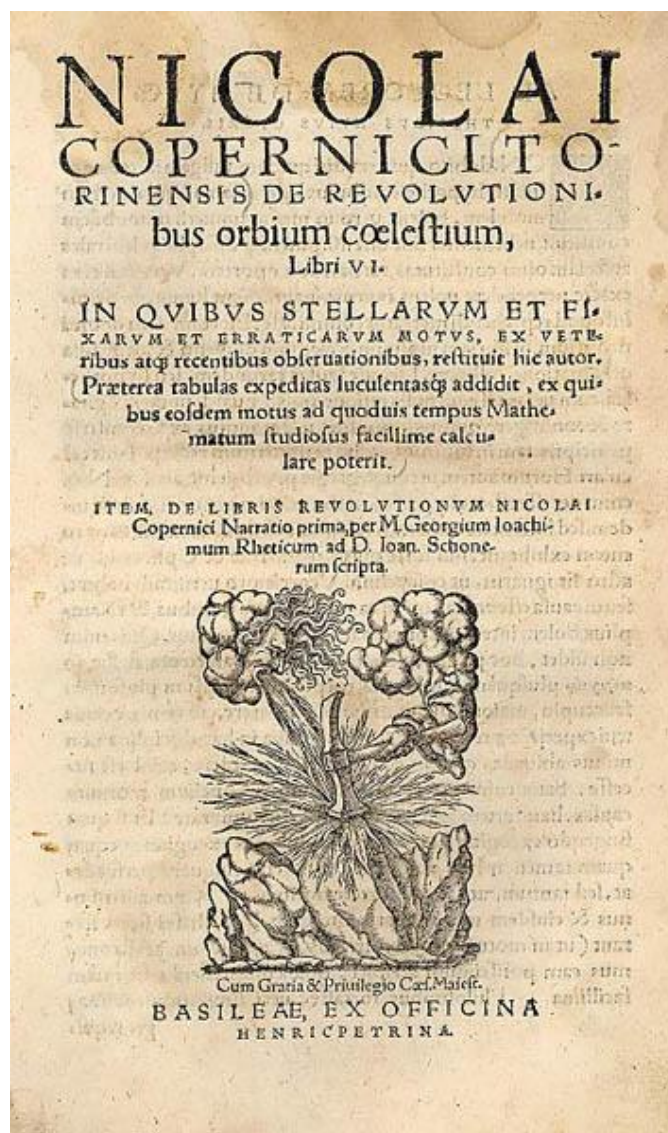 NICOLAI
COPERNICI TO-
RINENSIS DE REVOLVTIONI-
bus orbium cœleſtium,
Libri VI.
IN QVIBVS STELLARVM ET FI-
XARVM ET ERRATICARVM MOTVS, EX VETE-
ribus atqꝫ recentibus obſeruationibus, reſtituit hic autor.
Præterea tabulas expeditas luculentasqꝫ addidit, ex qui-
bus eoſdem motus ad quoduis tempus Mathe-
matum ſtudioſus facillime calcu-
lare poterit.
ITEM, DE LIBRIS REVOLVTIONVM NICOLAI
Copernici Narratio prima, per M. Georgium Ioachi-
mum Rheticum ad D. Ioan. Schone-
rum ſcripta.
Cum Gratia & Priuilegio Cæſ. Maieſt.
BASILEAE, EX OFFICINA
HENRICPETRINA.